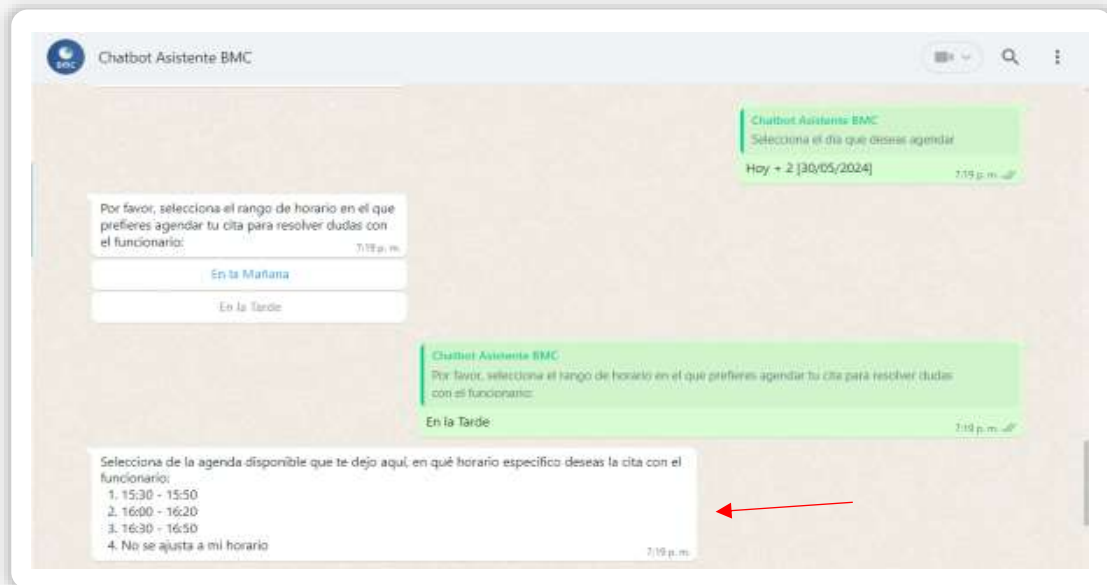 BMC
Chatbot Asistente BMC
Chatbot Asistente BMC
Selecciona el día que deseas agendar
Hoy + 2 [30/05/2024]
7:19 p. m.
Por favor, selecciona el rango de horario en el que
prefieres agendar tu cita para resolver dudas con
el funcionario:
7:19 p. m.
En la Mañana
En la Tarde
Chatbot Asistente BMC
Por favor, selecciona el rango de horario en el que prefieres agendar tu cita para resolver dudas
con el funcionario:
En la Tarde
7:19 p. m.
Selecciona de la agenda disponible que te dejo aquí, en qué horario especifico deseas la cita con el
funcionario:
1. 15:30 - 15:50
2. 16:00 - 16:20
3. 16:30 - 16:50
4. No se ajusta a mi horario
7:19 p. m.